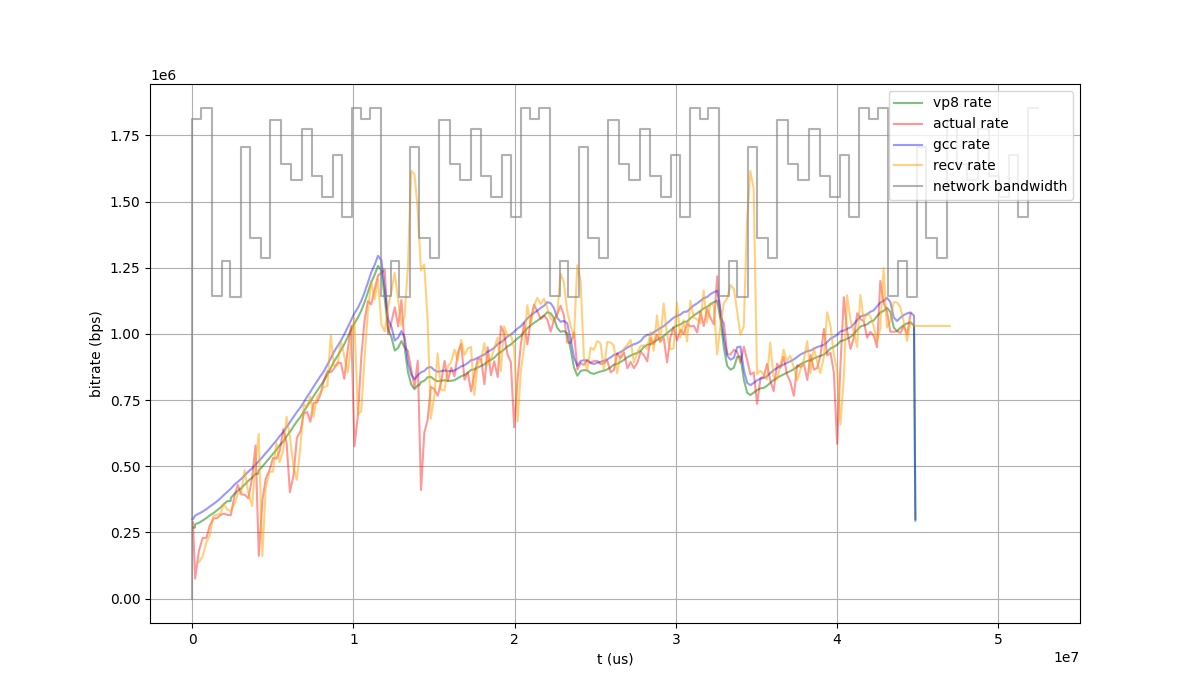 1e6
vp8 rate
actual rate
gcc rate
recv rate
network bandwidth
1.75
1.50
1.25
1.00
0.75
0.50
0.25
0.00
bitrate (bps)
0 1 2 3 4 5
t (us)
1e7